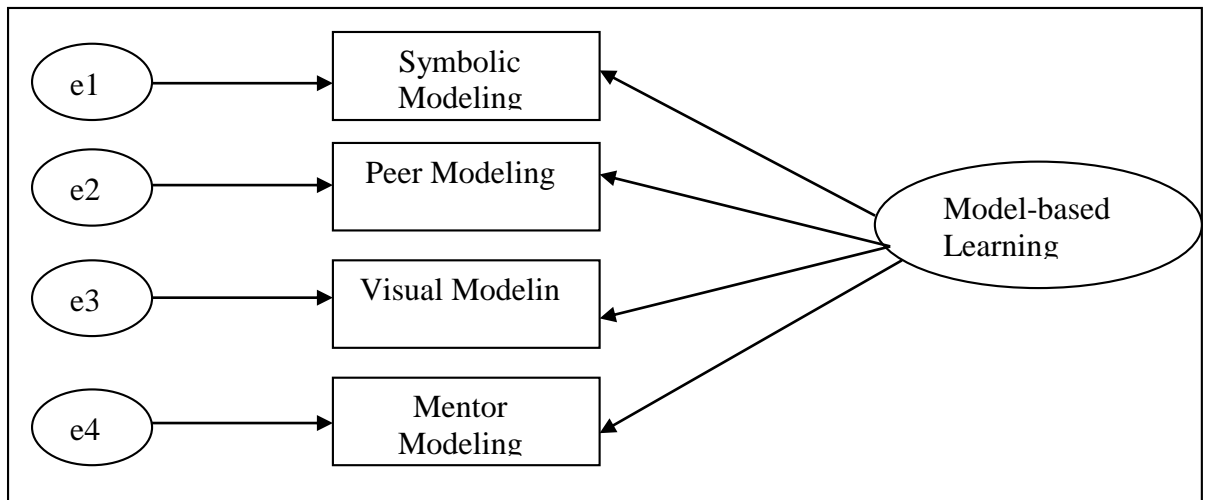 e1
Symbolic
Modeling
e2
Peer Modeling
Model-based
Learning
e3
Visual Modelin
e4
Mentor
Modeling